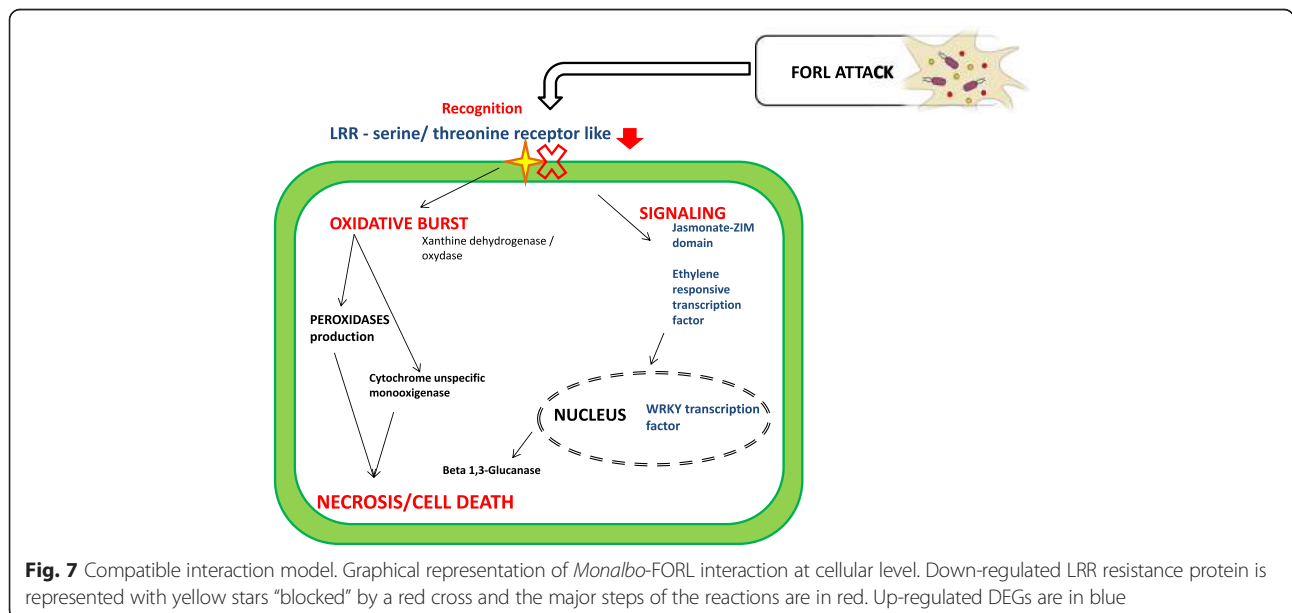 FORL ATTACK
Recognition
LRR - serine/ threonine receptor like
OXIDATIVE BURST
Xanthine dehydrogenase /
oxydase
SIGNALING
Jasmonate-ZIM
domain
Ethylene
responsive
transcription
factor
PEROXIDASES
production
Cytochrome unspecific
monooxigenase
NUCLEUS
WRKY transcription
factor
Beta 1,3-Glucanase
NECROSIS/CELL DEATH
Fig. 7 Compatible interaction model. Graphical representation of Monalbo-FORL interaction at cellular level. Down-regulated LRR resistance protein is
represented with yellow stars “blocked” by a red cross and the major steps of the reactions are in red. Up-regulated DEGs are in blue